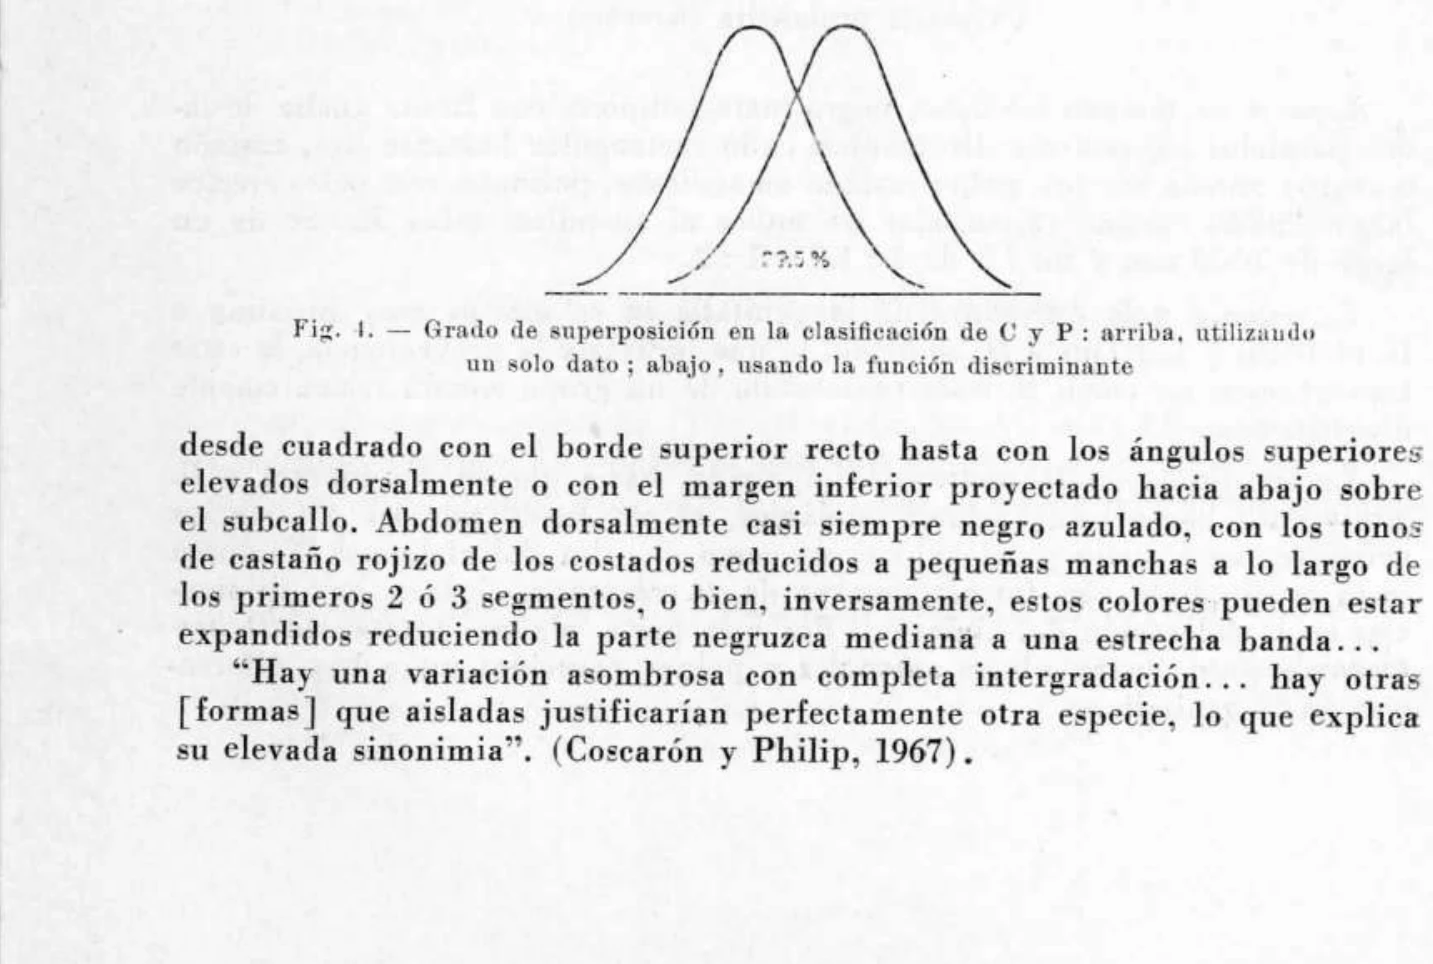 Fig. 4. — Grado de superposición en la clasificación de C y P : arriba, utilizando
un solo dato ; abajo, usando la función discriminante
desde cuadrado con el borde superior recto hasta con los ángulos superiores
elevados dorsalmente o con el margen inferior proyectado hacia abajo sobre
el subcallo. Abdomen dorsalmente casi siempre negro azulado, con los tonos
de castaño rojizo de los costados reducidos a pequeñas manchas a lo largo de
los primeros 2 ó 3 segmentos, o bien, inversamente, estos colores pueden estar
expandidos reduciendo la parte negruzca mediana a una estrecha banda...
“Hay una variación asombrosa con completa intergradación... hay otras
[formas] que aisladas justificarían perfectamente otra especie, lo que explica
su elevada sinonimia”. (Coscarón y Philip, 1967).